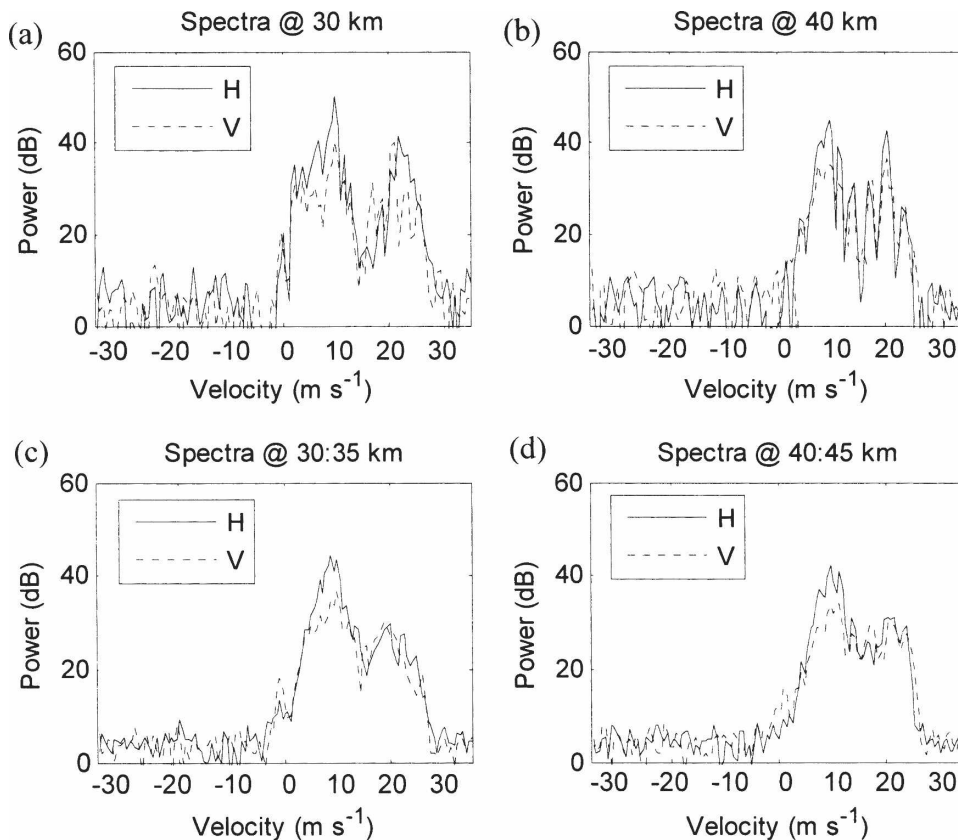 (a) Spectra @ 30 km
60
40
20
0
Power (dB)
H
V
-30 -20 -10 0 10 20 30
Velocity (m s⁻¹)
(b) Spectra @ 40 km
60
40
20
0
Power (dB)
H
V
-30 -20 -10 0 10 20 30
Velocity (m s⁻¹)
(c) Spectra @ 30:35 km
60
40
20
0
Power (dB)
H
V
-30 -20 -10 0 10 20 30
Velocity (m s⁻¹)
(d) Spectra @ 40:45 km
60
40
20
0
Power (dB)
H
V
-30 -20 -10 0 10 20 30
Velocity (m s⁻¹)